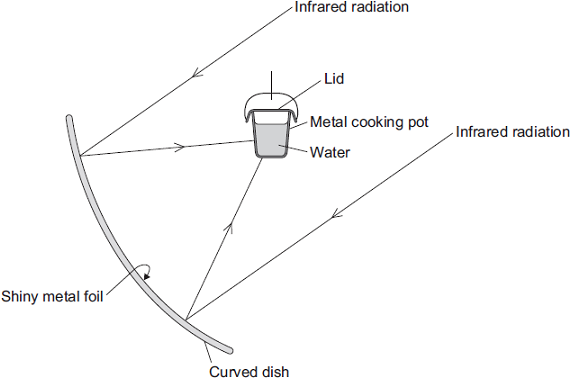 Infrared radiation
Lid
Metal cooking pot
Infrared radiation
Water
Shiny metal foil
Curved dish